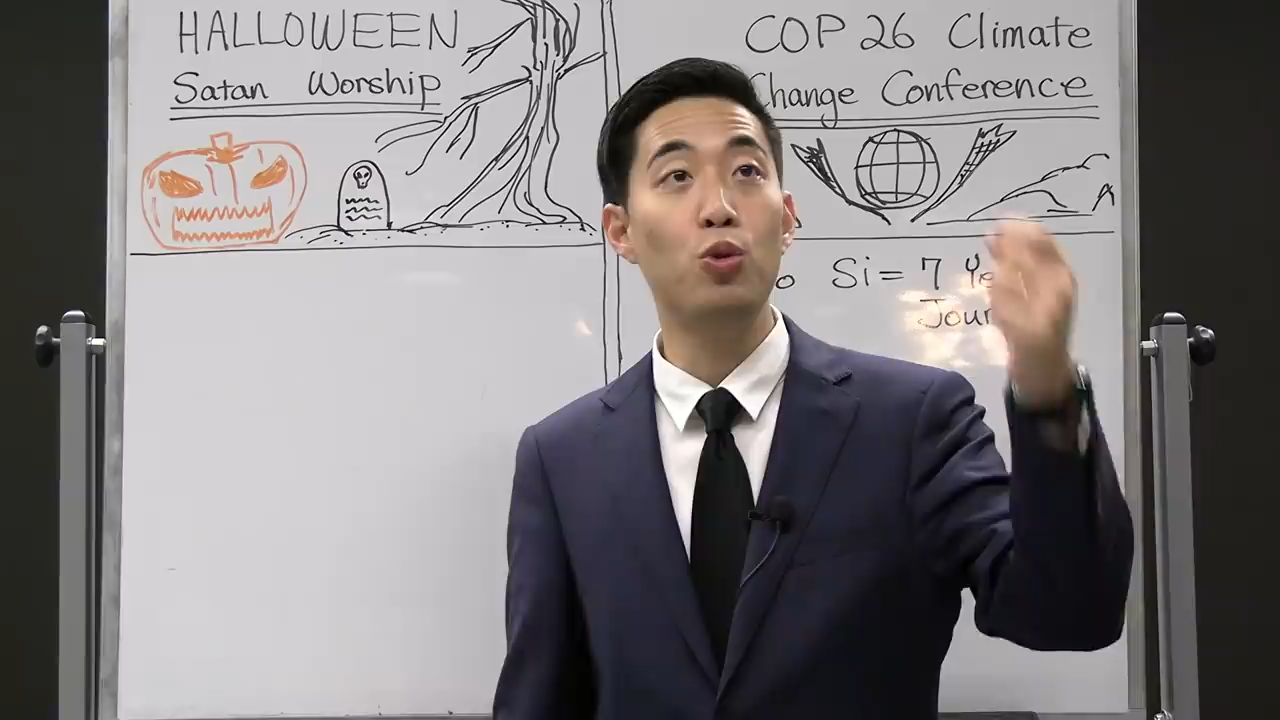 HALLOWEEN
Satan Worship
COP 26 Climate
Change Conference
Si = 7